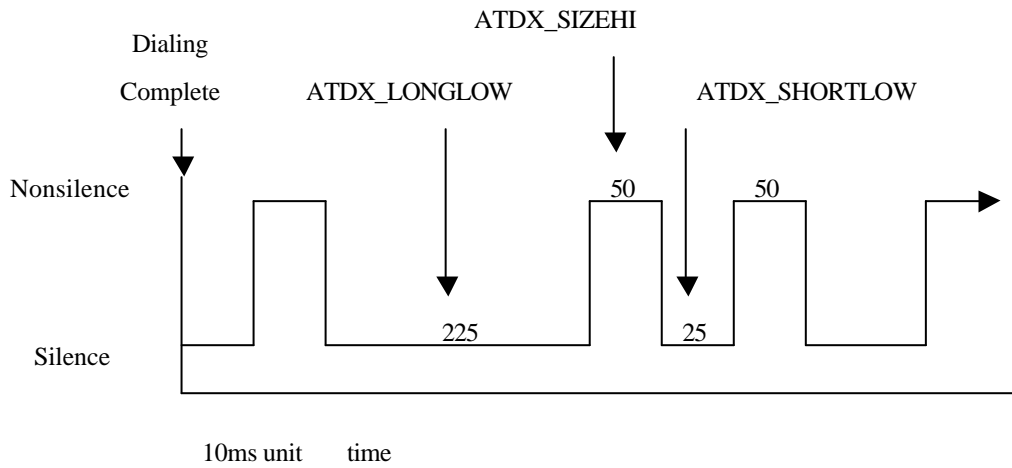 ATDX_SIZEHI
Dialing
Complete
ATDX_LONGLOW
ATDX_SHORTLOW
Nonsilence
50
50
225
25
Silence
10ms unit time